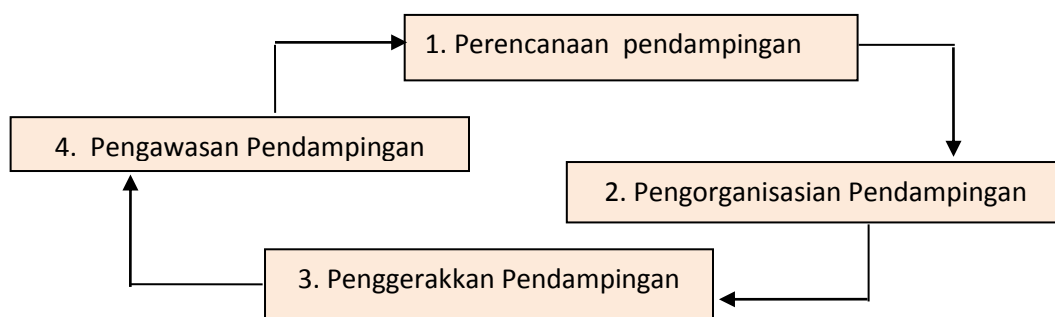 1. Perencanaan pendampingan
4. Pengawasan Pendampingan
2. Pengorganisasian Pendampingan
3. Penggerakkan Pendampingan